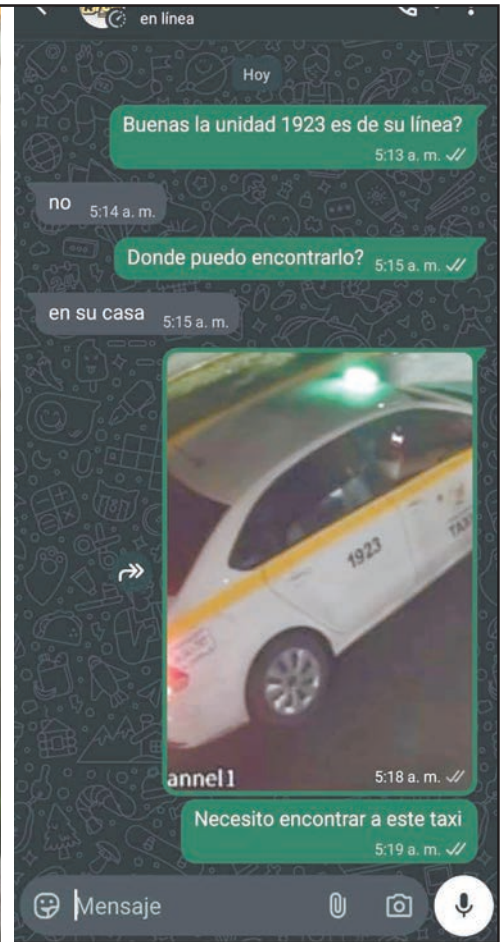 en línea
Hoy
Buenas la unidad 1923 es de su línea?
5:13 a. m.
no
5:14 a. m.
Donde puedo encontrarlo?
5:15 a. m.
en su casa
5:15 a. m.
1923
TAXI
annel1
5:18 a. m.
Necesito encontrar a este taxi
5:19 a. m.
Mensaje